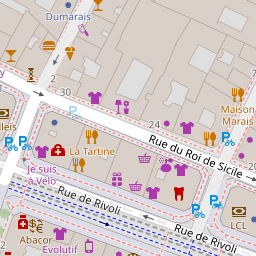 Dumarais
y
2
30
24
Maison
Marais
lleis
La Tartine
Rue du Roi de Sicile
Je suis
à Vélo
Rue de Rivoli
Rue de Rivoli
LCL
Abacor
Evolutif